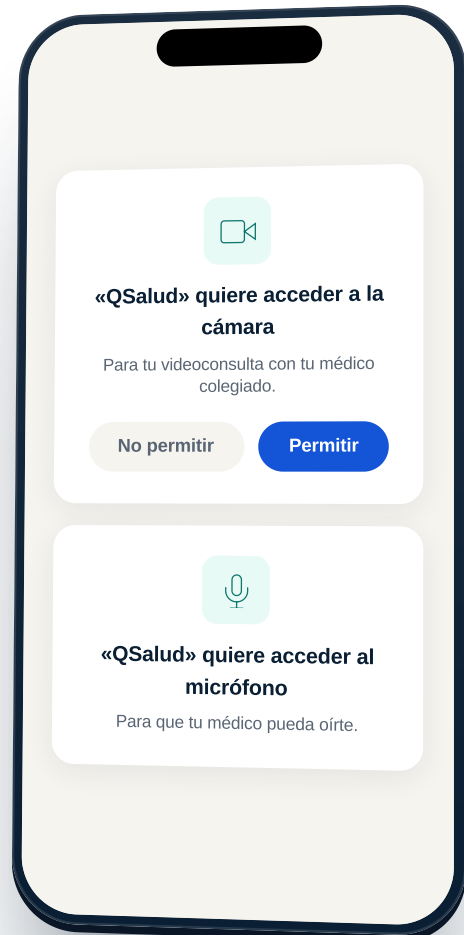 «QSalud» quiere acceder a la
cámara
Para tu videoconsulta con tu médico
colegiado.
No permitir
Permitir
«QSalud» quiere acceder al
micrófono
Para que tu médico pueda oírte.